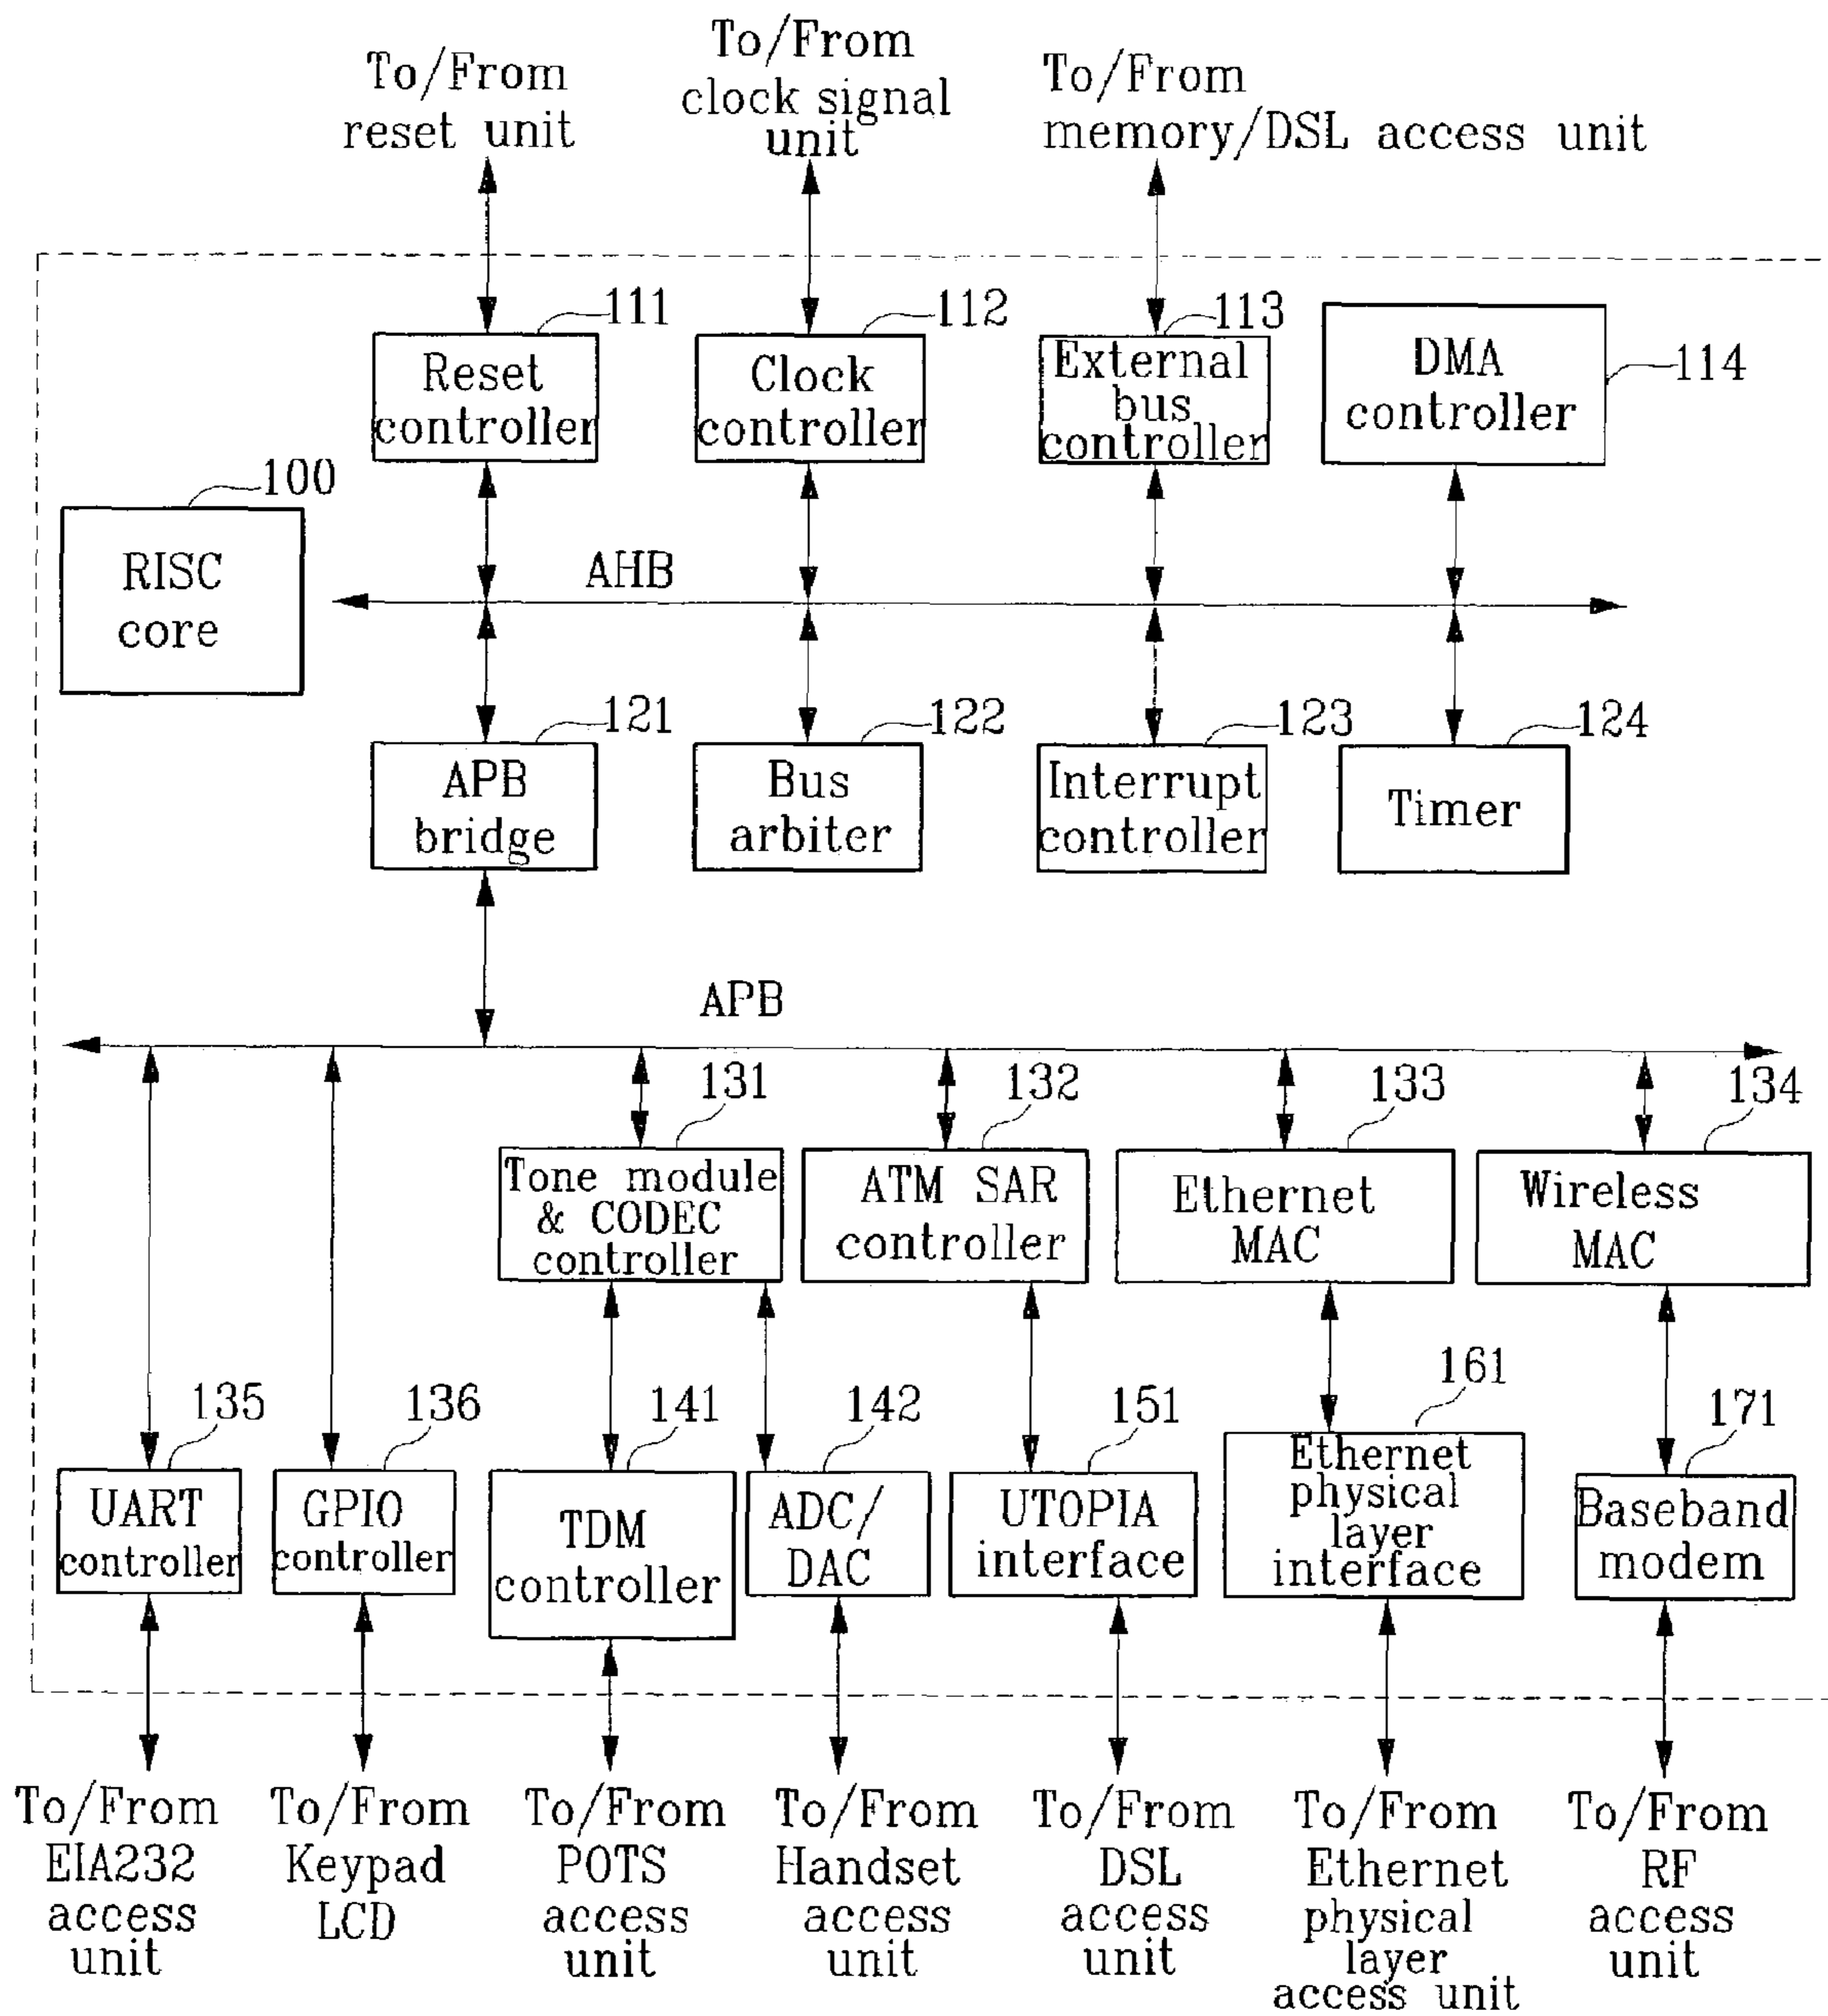 To/From
reset unit
To/From
clock signal
unit
To/From
memory/DSL access unit
111
112
113
114
Reset
controller
Clock
controller
External
bus
controller
DMA
controller
100
RISC
core
AHB
121
122
123
124
APB
bridge
Bus
arbiter
Interrupt
controller
Timer
APB
131
132
133
134
Tone module
& CODEC
controller
ATM SAR
controller
Ethernet
MAC
Wireless
MAC
135
136
141
142
151
161
171
UART
controller
GPIO
controller
TDM
controller
ADC/
DAC
UTOPIA
interface
Ethernet
physical
layer
interface
Baseband
modem
To/From
EIA232
access
unit
To/From
Keypad
LCD
To/From
POTS
access
unit
To/From
Handset
access
unit
To/From
DSL
access
unit
To/From
Ethernet
physical
layer
access unit
To/From
RF
access
unit